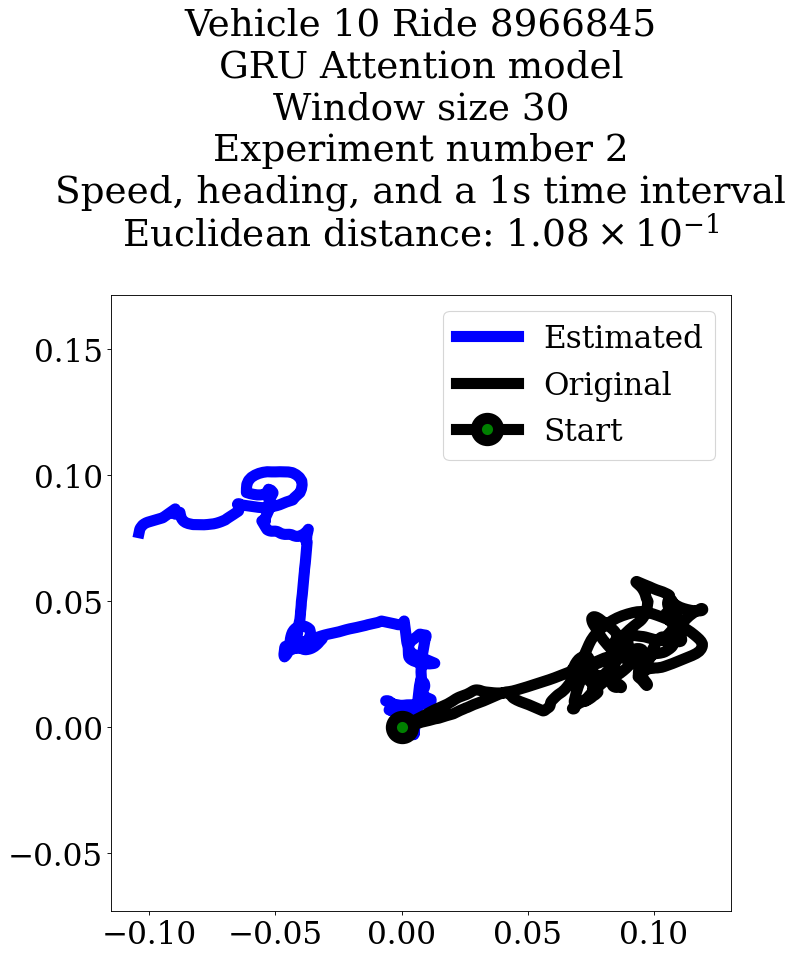 Vehicle 10 Ride 8966845
GRU Attention model
Window size 30
Experiment number 2
Speed, heading, and a 1s time interval
Euclidean distance: 1.08 × 10⁻¹
Estimated
Original
Start
0.15
0.10
0.05
0.00
−0.05
−0.10 −0.05 0.00 0.05 0.10